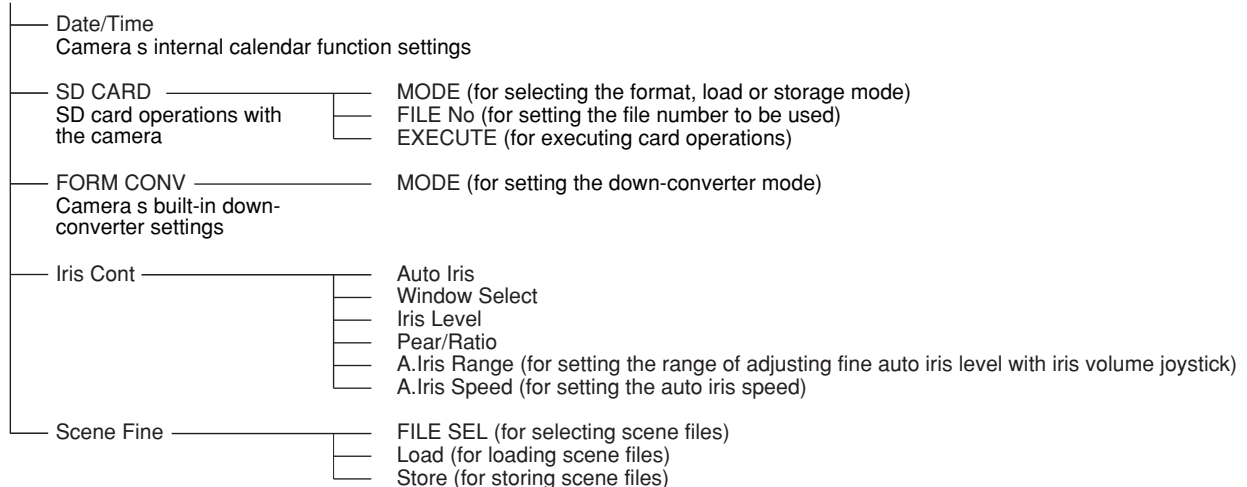 Date/Time
Camera s internal calendar function settings
SD CARD MODE (for selecting the format, load or storage mode)
SD card operations with FILE No (for setting the file number to be used)
the camera EXECUTE (for executing card operations)
FORM CONV MODE (for setting the down-converter mode)
Camera s built-in down-
converter settings
Iris Cont Auto Iris
Window Select
Iris Level
Pear/Ratio
A.Iris Range (for setting the range of adjusting fine auto iris level with iris volume joystick)
A.Iris Speed (for setting the auto iris speed)
Scene Fine FILE SEL (for selecting scene files)
Load (for loading scene files)
Store (for storing scene files)